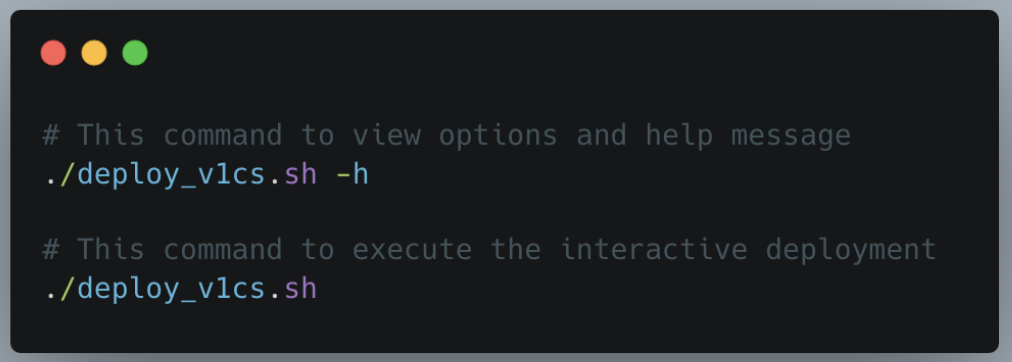 # This command to view options and help message
./deploy_v1cs.sh -h
# This command to execute the interactive deployment
./deploy_v1cs.sh